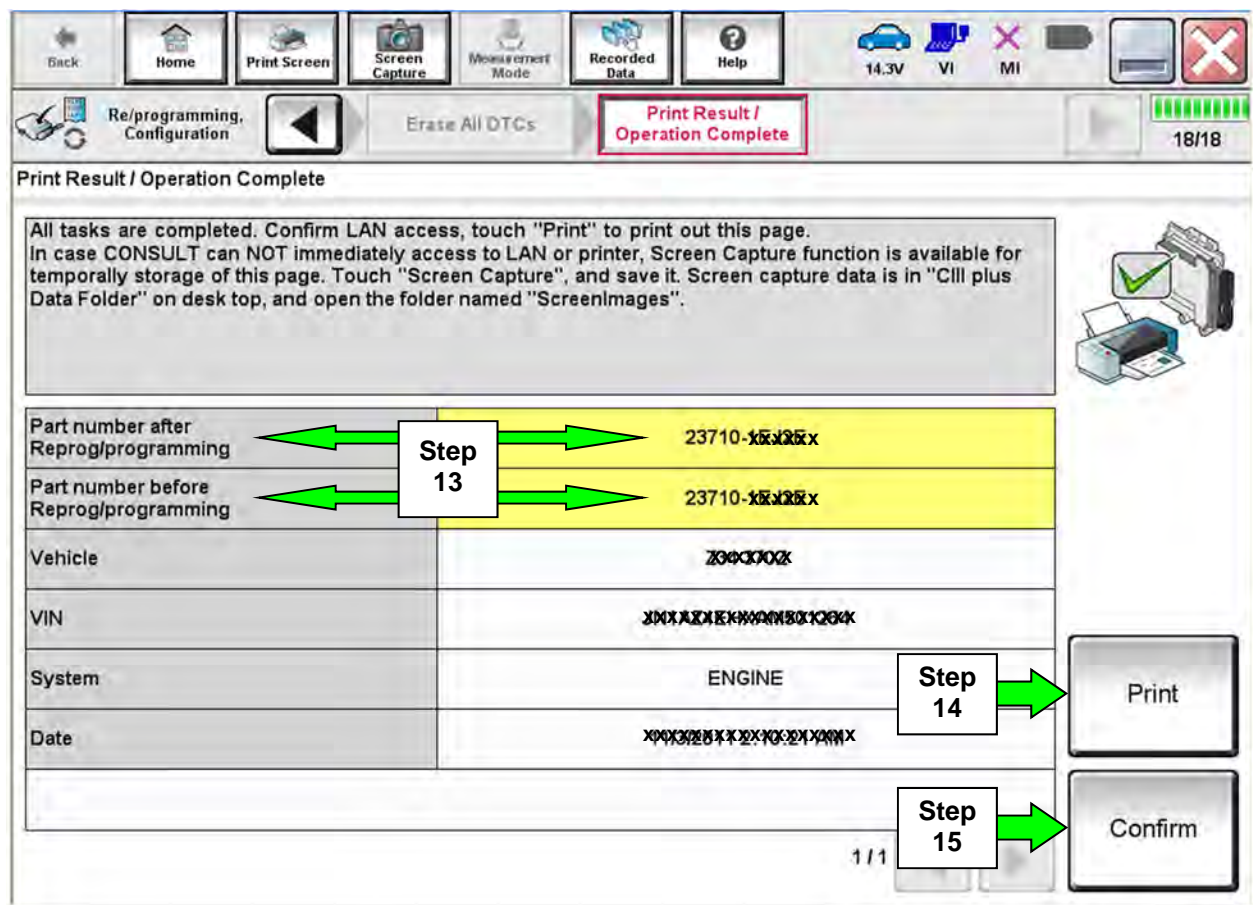 Back
Home
Print Screen
Screen
Capture
Measurement
Mode
Recorded
Data
Help
14.3V
VI
MI
Re/programming,
Configuration
Erase All DTCs
Print Result /
Operation Complete
18/18
Print Result / Operation Complete
All tasks are completed. Confirm LAN access, touch "Print" to print out this page.
In case CONSULT can NOT immediately access to LAN or printer, Screen Capture function is available for
temporally storage of this page. Touch "Screen Capture", and save it. Screen capture data is in "CIII plus
Data Folder" on desk top, and open the folder named "ScreenImages".
Part number after
Reprog/programming
23710-
Step
13
Part number before
Reprog/programming
23710-
Vehicle
VIN
System
ENGINE
Step
14
Print
Date
Step
15
Confirm
1/1